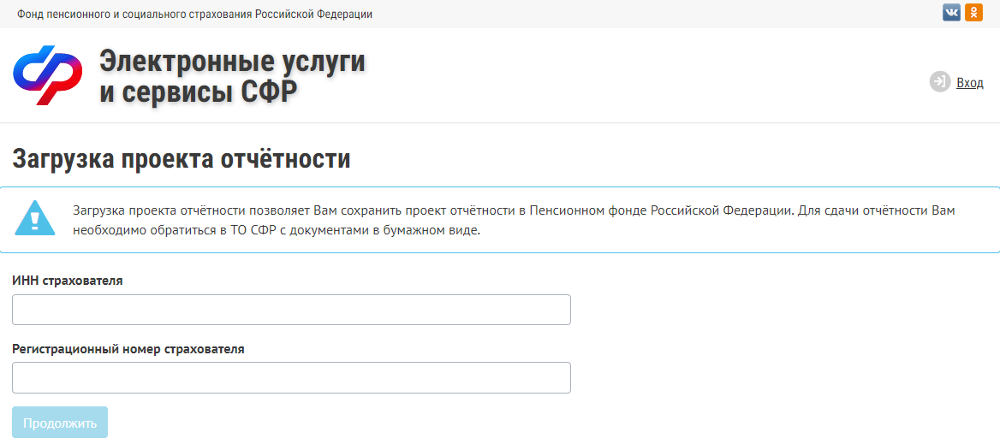 Фонд пенсионного и социального страхования Российской Федерации
Электронные услуги
и сервисы СФР
Вход
Загрузка проекта отчётности
Загрузка проекта отчётности позволяет Вам сохранить проект отчётности в Пенсионном фонде Российской Федерации. Для сдачи отчётности Вам
необходимо обратиться в ТО СФР с документами в бумажном виде.
ИНН страхователя
Регистрационный номер страхователя
Продолжить